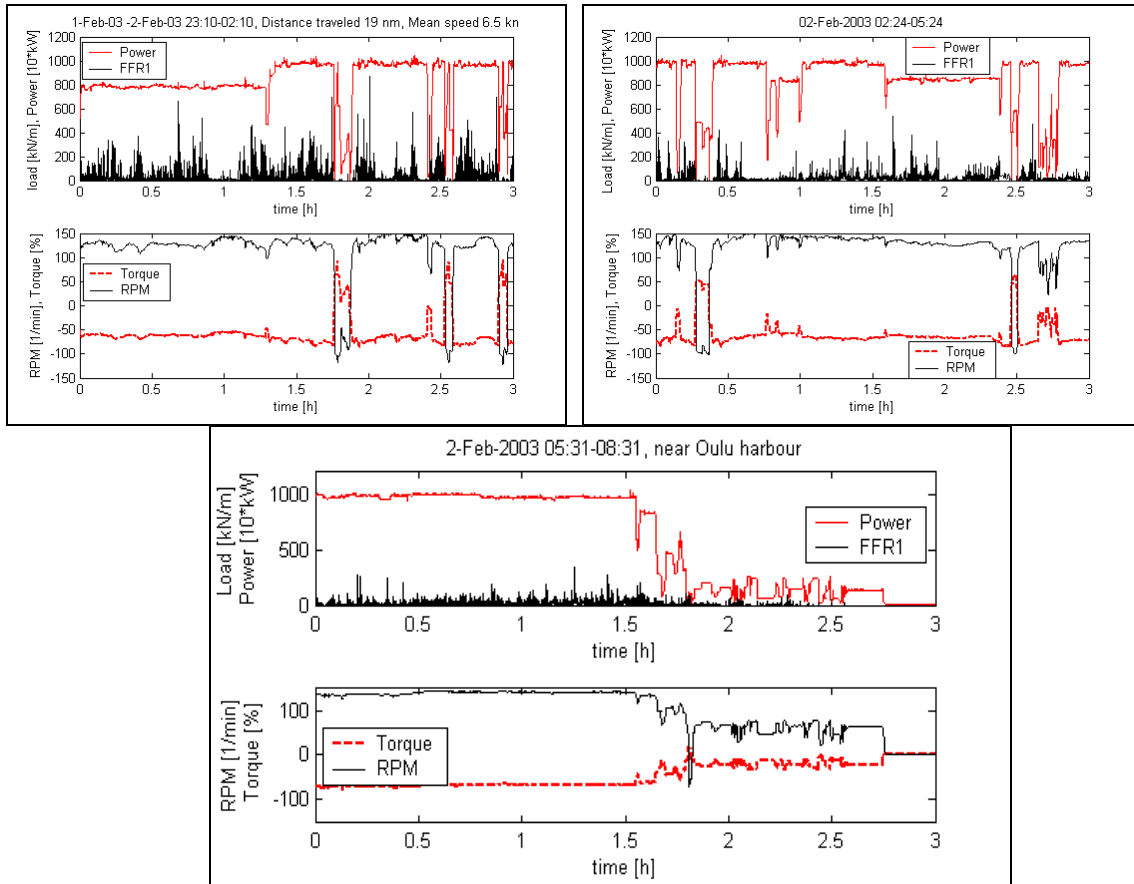 1-Feb-03 -2-Feb-03 23:10-02:10, Distance traveled 19 nm, Mean speed 6.5 kn
load [kN/m], Power [10*kW]
1200
1000
800
600
400
200
0
Power
FFR1
0 0.5 1 1.5 2 2.5 3
time [h]
RPM [1/min], Torque [%]
150
100
50
0
-50
-100
-150
Torque
RPM
0 0.5 1 1.5 2 2.5 3
time [h]
02-Feb-2003 02:24-05:24
Load [kN/m], Power [10*kW]
1200
1000
800
600
400
200
0
Power
FFR1
0 0.5 1 1.5 2 2.5 3
time [h]
RPM [1/min], Torque [%]
150
100
50
0
-50
-100
-150
Torque
RPM
0 0.5 1 1.5 2 2.5 3
time [h]
2-Feb-2003 05:31-08:31, near Oulu harbour
Load [kN/m]
Power [10*kW]
1000
500
0
Power
FFR1
0 0.5 1 1.5 2 2.5 3
time [h]
RPM [1/min]
Torque [%]
100
0
-100
Torque
RPM
0 0.5 1 1.5 2 2.5 3
time [h]